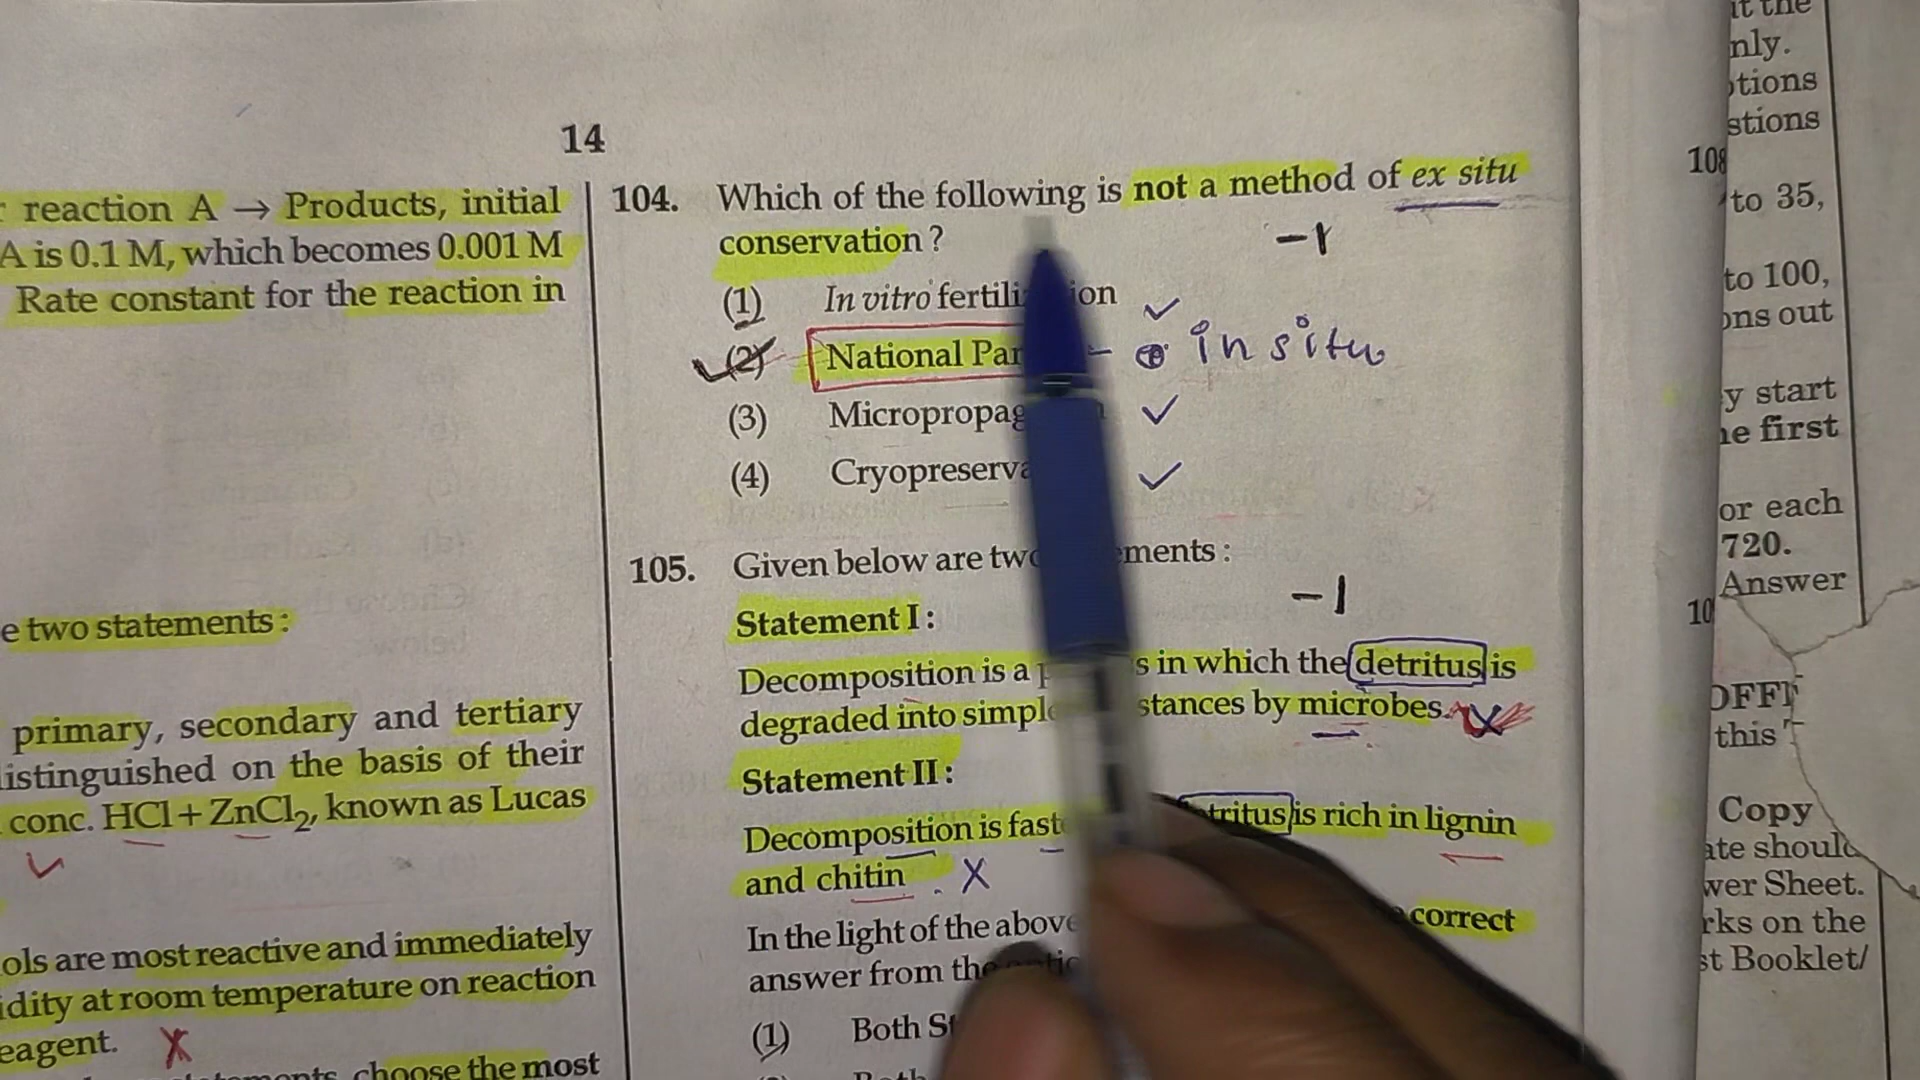 14
reaction A → Products, initial
A is 0.1 M, which becomes 0.001 M
Rate constant for the reaction in
e two statements :
primary, secondary and tertiary
istinguished on the basis of their
conc. HCl + ZnCl₂, known as Lucas
ols are most reactive and immediately
idity at room temperature on reaction
eagent. X
choose the most
104. Which of the following is not a method of ex situ
conservation ? -1
(1) In vitro fertili ion ✓
(2) National Par - in situ
(3) Micropropag ✓
(4) Cryopreserva ✓
105. Given below are two ements :
-1
Statement I :
Decomposition is a p s in which the detritus is
degraded into simple stances by microbes.
Statement II :
Decomposition is fast tritus is rich in lignin
and chitin . X
In the light of the above correct
answer from the
(1) Both St
it the
nly.
tions
stions
108
to 35,
to 100,
ons out
y start
e first
or each
720.
Answer
10
OFFI
this
Copy
ate should
wer Sheet.
rks on the
st Booklet/